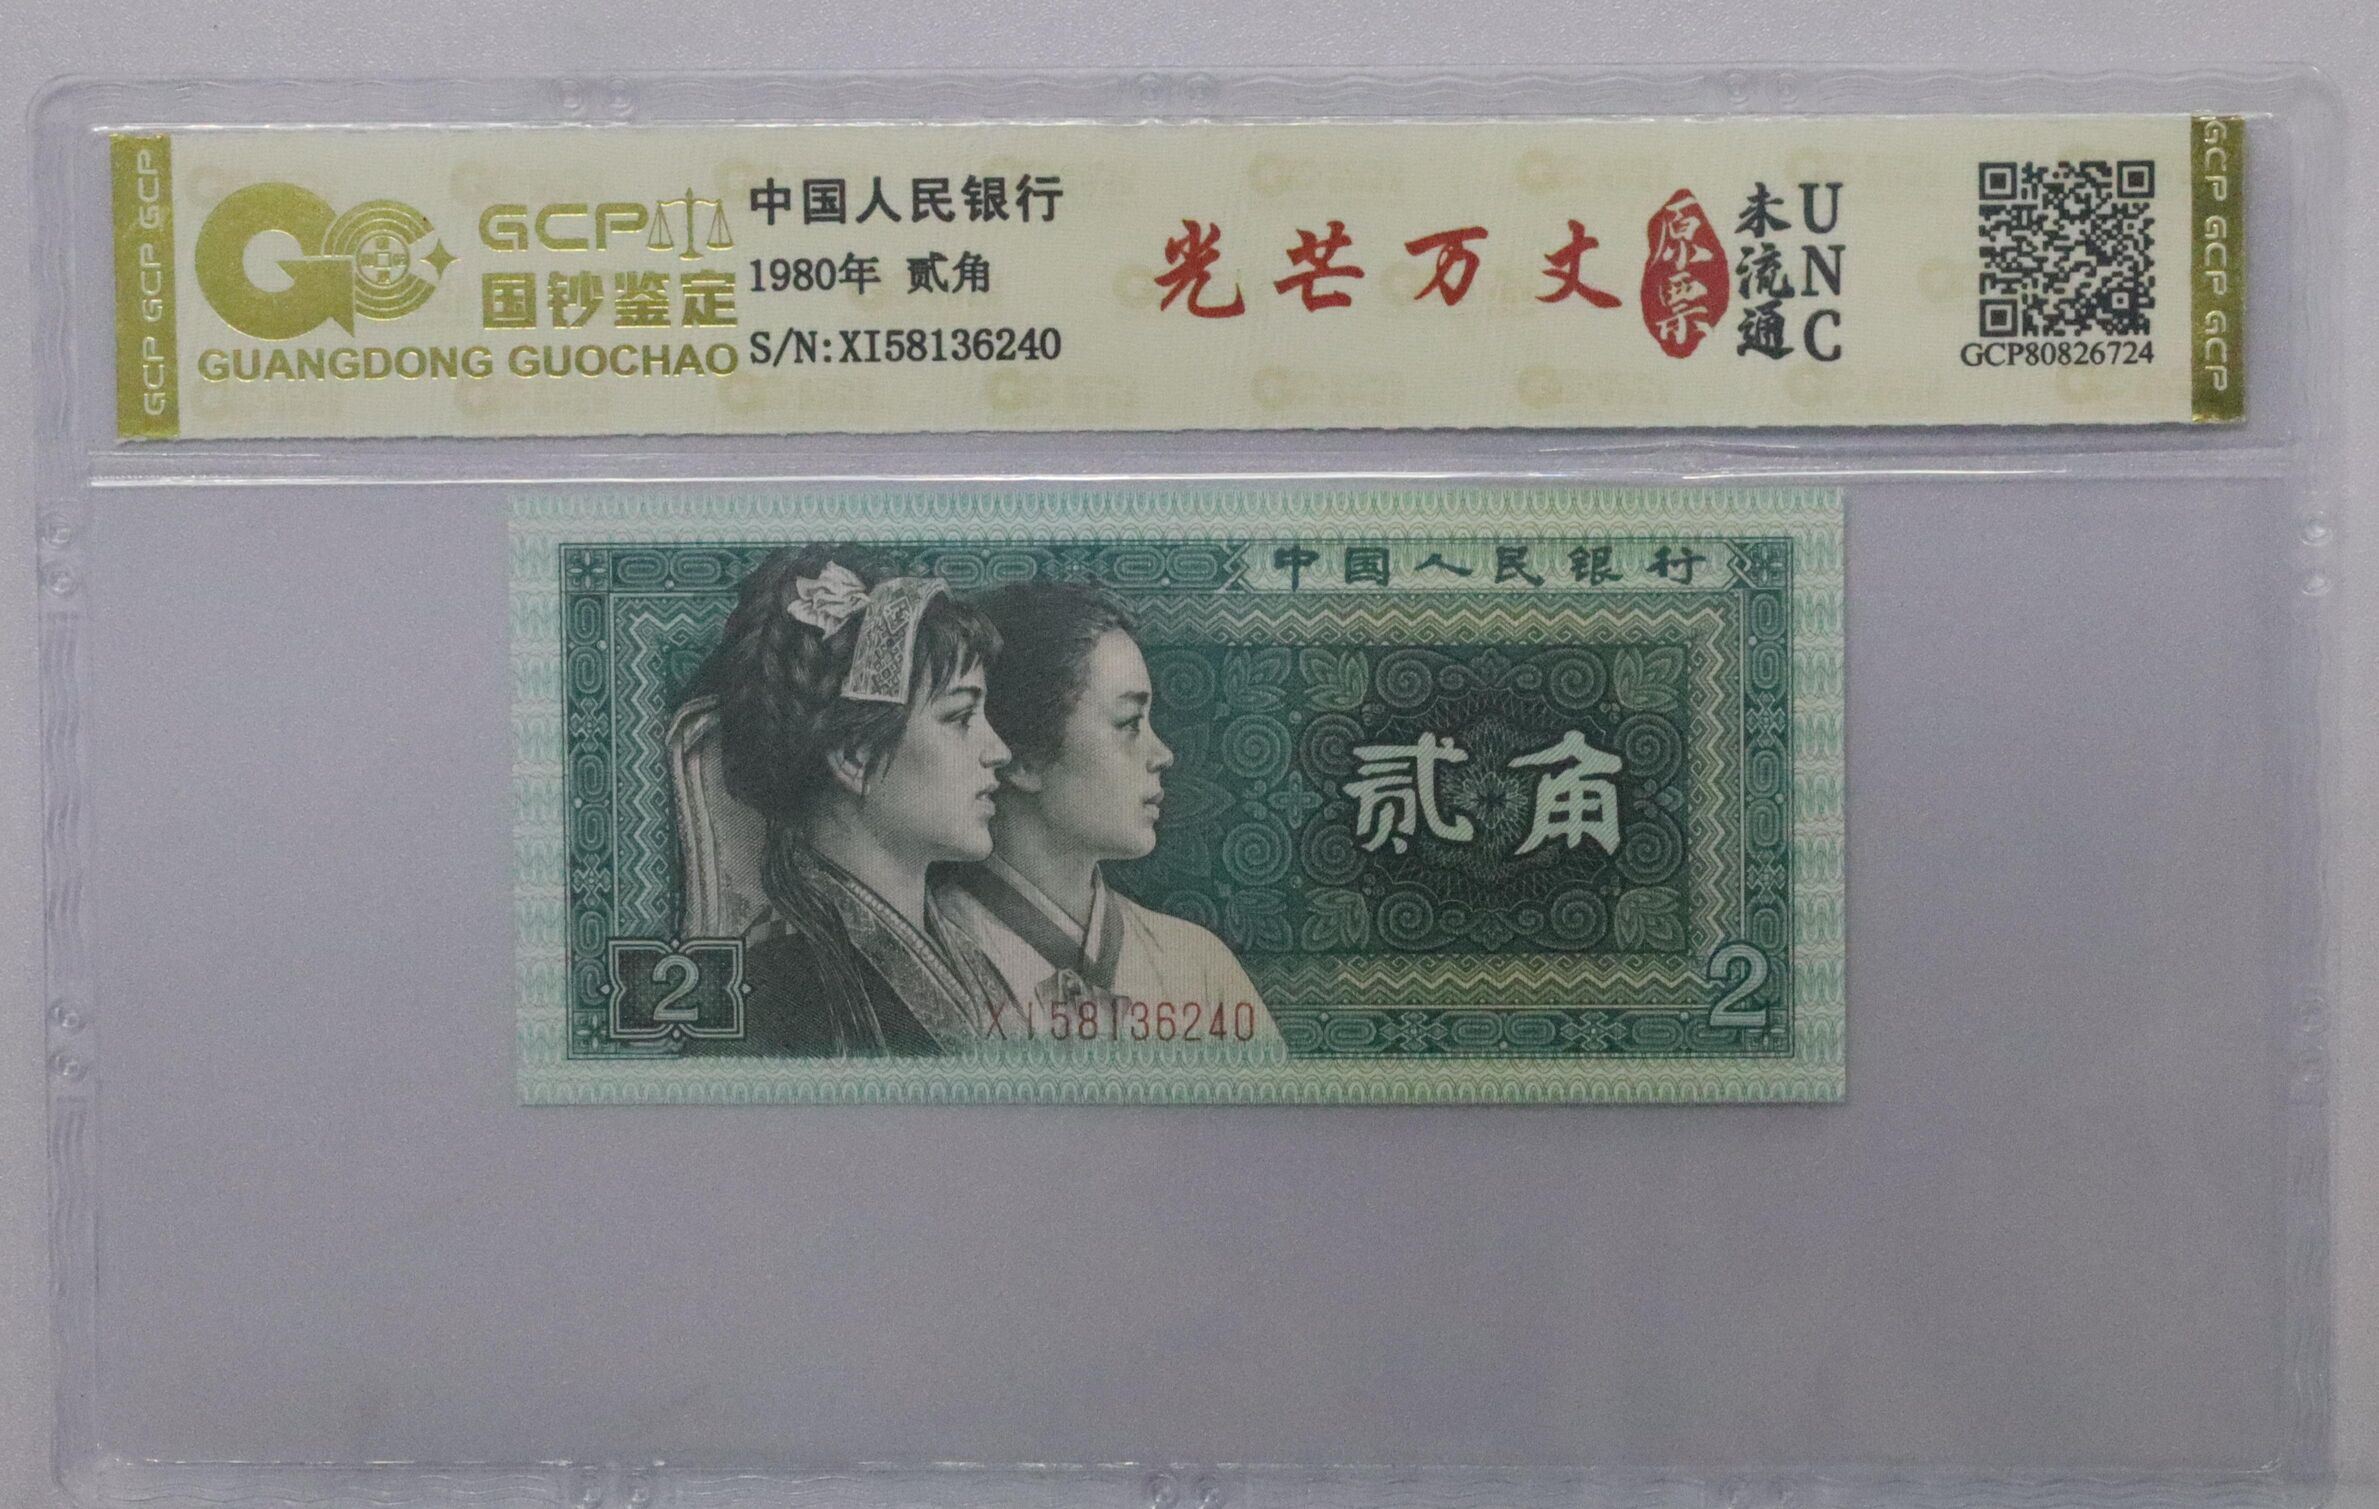 GCP GCP GCP
GCP
国钞鉴定
GUANGDONG GUOCHAO
中国人民银行
1980年 贰角
S/N:XI58136240
光芒万丈
原票
未流通
UNC
GCP80826724
GCP GCP GCP
中国人民银行
贰角
2
XI58136240
2